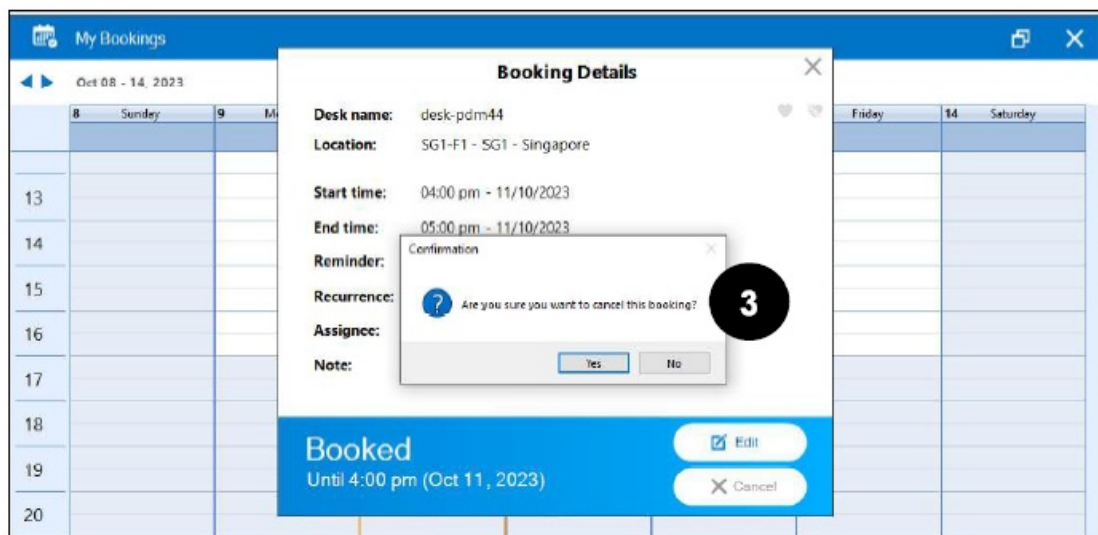 My Bookings
Oct 08 - 14, 2023
8 Sunday
9 M
Friday
14 Saturday
13
14
15
16
17
18
19
20
Booking Details
Desk name: desk-pdm44
Location: SG1-F1 - SG1 - Singapore
Start time: 04:00 pm - 11/10/2023
End time: 05:00 pm - 11/10/2023
Reminder:
Recurrence:
Assignee:
Note:
Confirmation
? Are you sure you want to cancel this booking?
3
Yes No
Booked
Until 4:00 pm (Oct 11, 2023)
Edit
Cancel